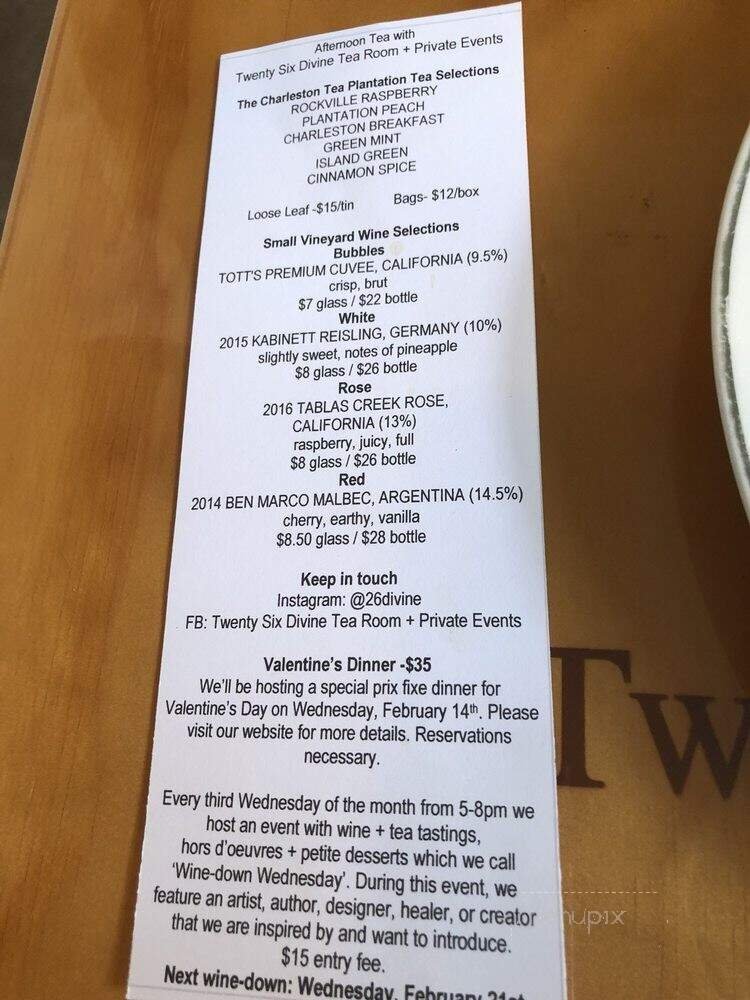 Afternoon Tea with
Twenty Six Divine Tea Room + Private Events
The Charleston Tea Plantation Tea Selections
ROCKVILLE RASPBERRY
PLANTATION PEACH
CHARLESTON BREAKFAST
GREEN MINT
ISLAND GREEN
CINNAMON SPICE
Loose Leaf -$15/tin Bags- $12/box
Small Vineyard Wine Selections
Bubbles
TOTT'S PREMIUM CUVEE, CALIFORNIA (9.5%)
crisp, brut
$7 glass / $22 bottle
White
2015 KABINETT REISLING, GERMANY (10%)
slightly sweet, notes of pineapple
$8 glass / $26 bottle
Rose
2016 TABLAS CREEK ROSE,
CALIFORNIA (13%)
raspberry, juicy, full
$8 glass / $26 bottle
Red
2014 BEN MARCO MALBEC, ARGENTINA (14.5%)
cherry, earthy, vanilla
$8.50 glass / $28 bottle
Keep in touch
Instagram: @26divine
FB: Twenty Six Divine Tea Room + Private Events
Valentine's Dinner -$35
We'll be hosting a special prix fixe dinner for
Valentine's Day on Wednesday, February 14th. Please
visit our website for more details. Reservations
necessary.
Every third Wednesday of the month from 5-8pm we
host an event with wine + tea tastings,
hors d'oeuvres + petite desserts which we call
'Wine-down Wednesday'. During this event, we
feature an artist, author, designer, healer, or creator
that we are inspired by and want to introduce.
$15 entry fee.
Next wine-down: Wednesday, February 21st
TW